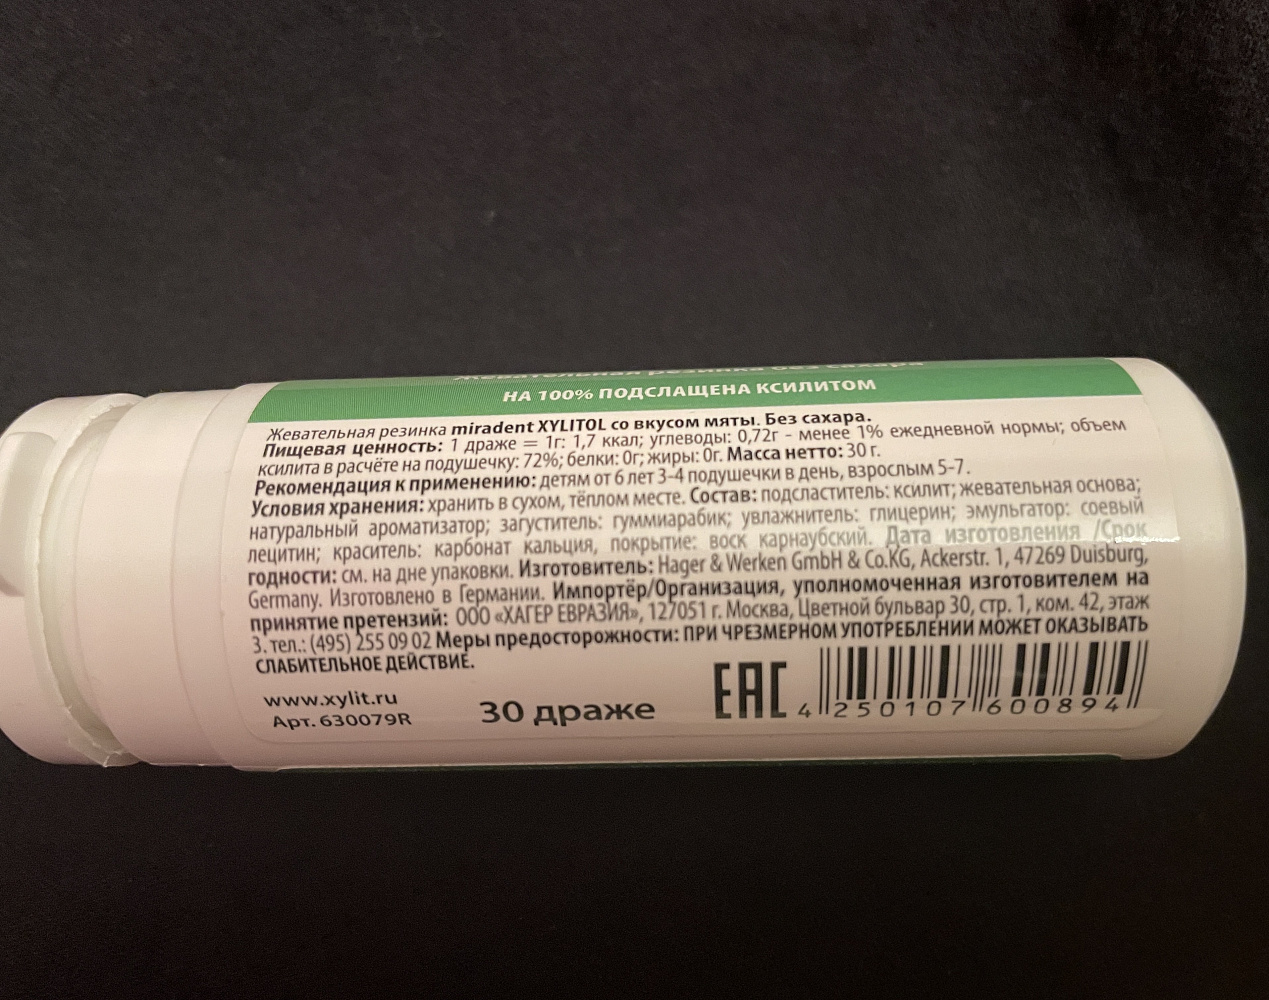 Жевательная резинка без сахара
НА 100% ПОДСЛАЩЕНА КСИЛИТОМ
Жевательная резинка miradent XYLITOL со вкусом мяты. Без сахара.
Пищевая ценность: 1 драже = 1г: 1,7 ккал; углеводы: 0,72г - менее 1% ежедневной нормы; объем
ксилита в расчёте на подушечку: 72%; белки: 0г; жиры: 0г. Масса нетто: 30 г.
Рекомендация к применению: детям от 6 лет 3-4 подушечки в день, взрослым 5-7.
Условия хранения: хранить в сухом, тёплом месте. Состав: подсластитель: ксилит; жевательная основа;
натуральный ароматизатор; загуститель: гуммиарабик; увлажнитель: глицерин; эмульгатор: соевый
лецитин; краситель: карбонат кальция, покрытие: воск карнаубский. Дата изготовления /Срок
годности: см. на дне упаковки. Изготовитель: Hager & Werken GmbH & Co.KG, Ackerstr. 1, 47269 Duisburg,
Germany. Изготовлено в Германии. Импортёр/Организация, уполномоченная изготовителем на
принятие претензий: ООО «ХАГЕР ЕВРАЗИЯ», 127051 г. Москва, Цветной бульвар 30, стр. 1, ком. 42, этаж
3. тел.: (495) 255 09 02 Меры предосторожности: ПРИ ЧРЕЗМЕРНОМ УПОТРЕБЛЕНИИ МОЖЕТ ОКАЗЫВАТЬ
СЛАБИТЕЛЬНОЕ ДЕЙСТВИЕ.
www.xylit.ru
Арт. 630079R
30 драже
EAC
4 250107 600894